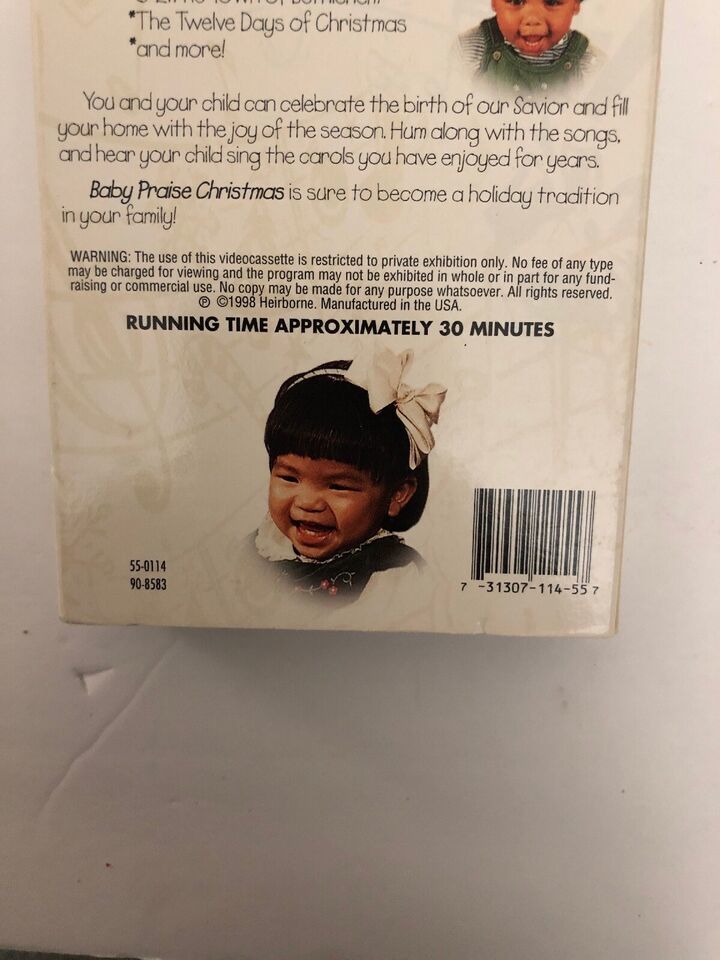 *The Twelve Days of Christmas
*and more!
You and your child can celebrate the birth of our Savior and fill
your home with the joy of the season. Hum along with the songs,
and hear your child sing the carols you have enjoyed for years.
Baby Praise Christmas is sure to become a holiday tradition
in your family!
WARNING: The use of this videocassette is restricted to private exhibition only. No fee of any type
may be charged for viewing and the program may not be exhibited in whole or in part for any fund-
raising or commercial use. No copy may be made for any purpose whatsoever. All rights reserved.
℗ ©1998 Heirborne. Manufactured in the USA.
RUNNING TIME APPROXIMATELY 30 MINUTES
55-0114
90-8583
7 -31307-114-55 7